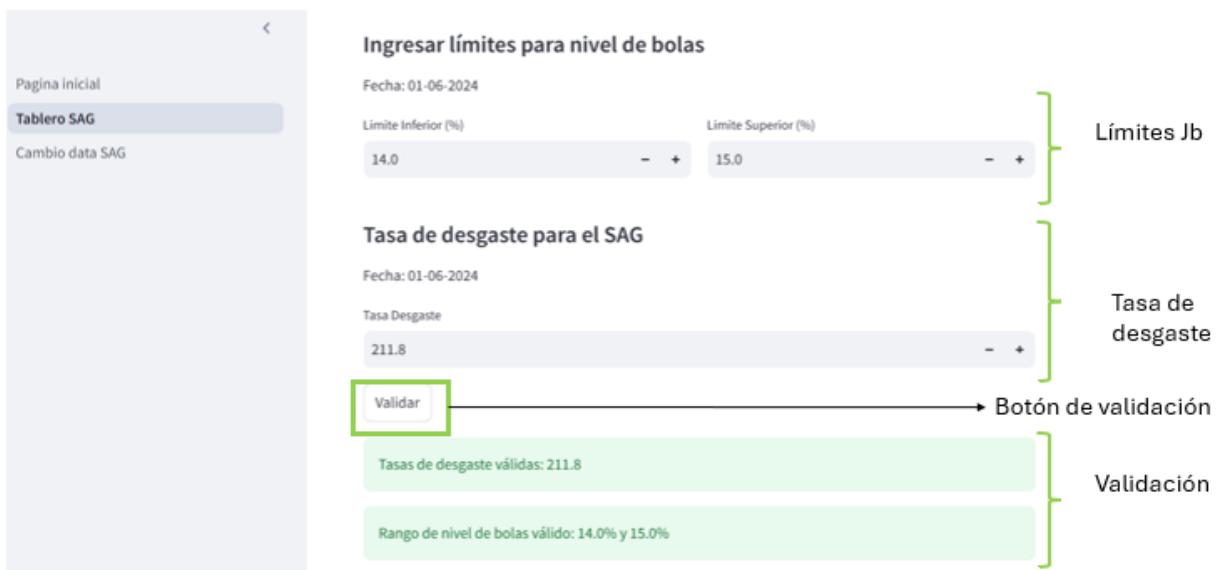 Pagina inicial
Tablero SAG
Cambio data SAG
Ingresar límites para nivel de bolas
Fecha: 01-06-2024
Limite Inferior (%)
Limite Superior (%)
14.0
15.0
Límites Jb
Tasa de desgaste para el SAG
Fecha: 01-06-2024
Tasa Desgaste
211.8
Tasa de
desgaste
Validar
Botón de validación
Tasas de desgaste válidas: 211.8
Rango de nivel de bolas válido: 14.0% y 15.0%
Validación